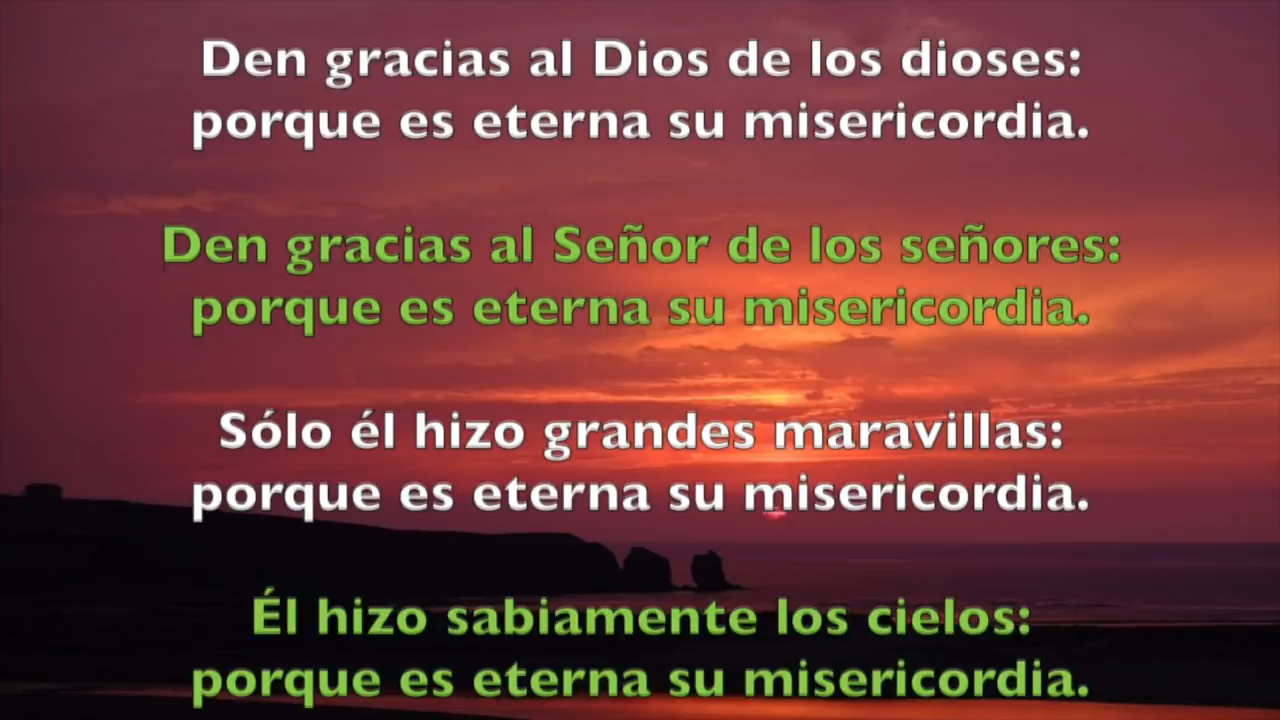 Den gracias al Dios de los dioses:
porque es eterna su misericordia.
Den gracias al Señor de los señores:
porque es eterna su misericordia.
Sólo él hizo grandes maravillas:
porque es eterna su misericordia.
Él hizo sabiamente los cielos:
porque es eterna su misericordia.